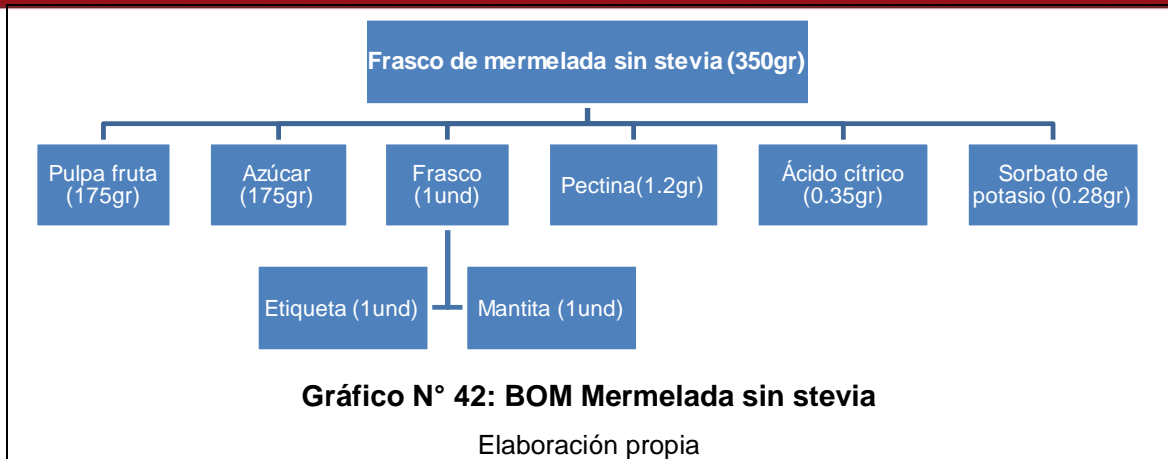 Frasco de mermelada sin stevia (350gr)
Pulpa fruta
(175gr)
Azúcar
(175gr)
Frasco
(1und)
Pectina(1.2gr)
Ácido cítrico
(0.35gr)
Sorbato de
potasio (0.28gr)
Etiqueta (1und)
Mantita (1und)
Gráfico N° 42: BOM Mermelada sin stevia
Elaboración propia